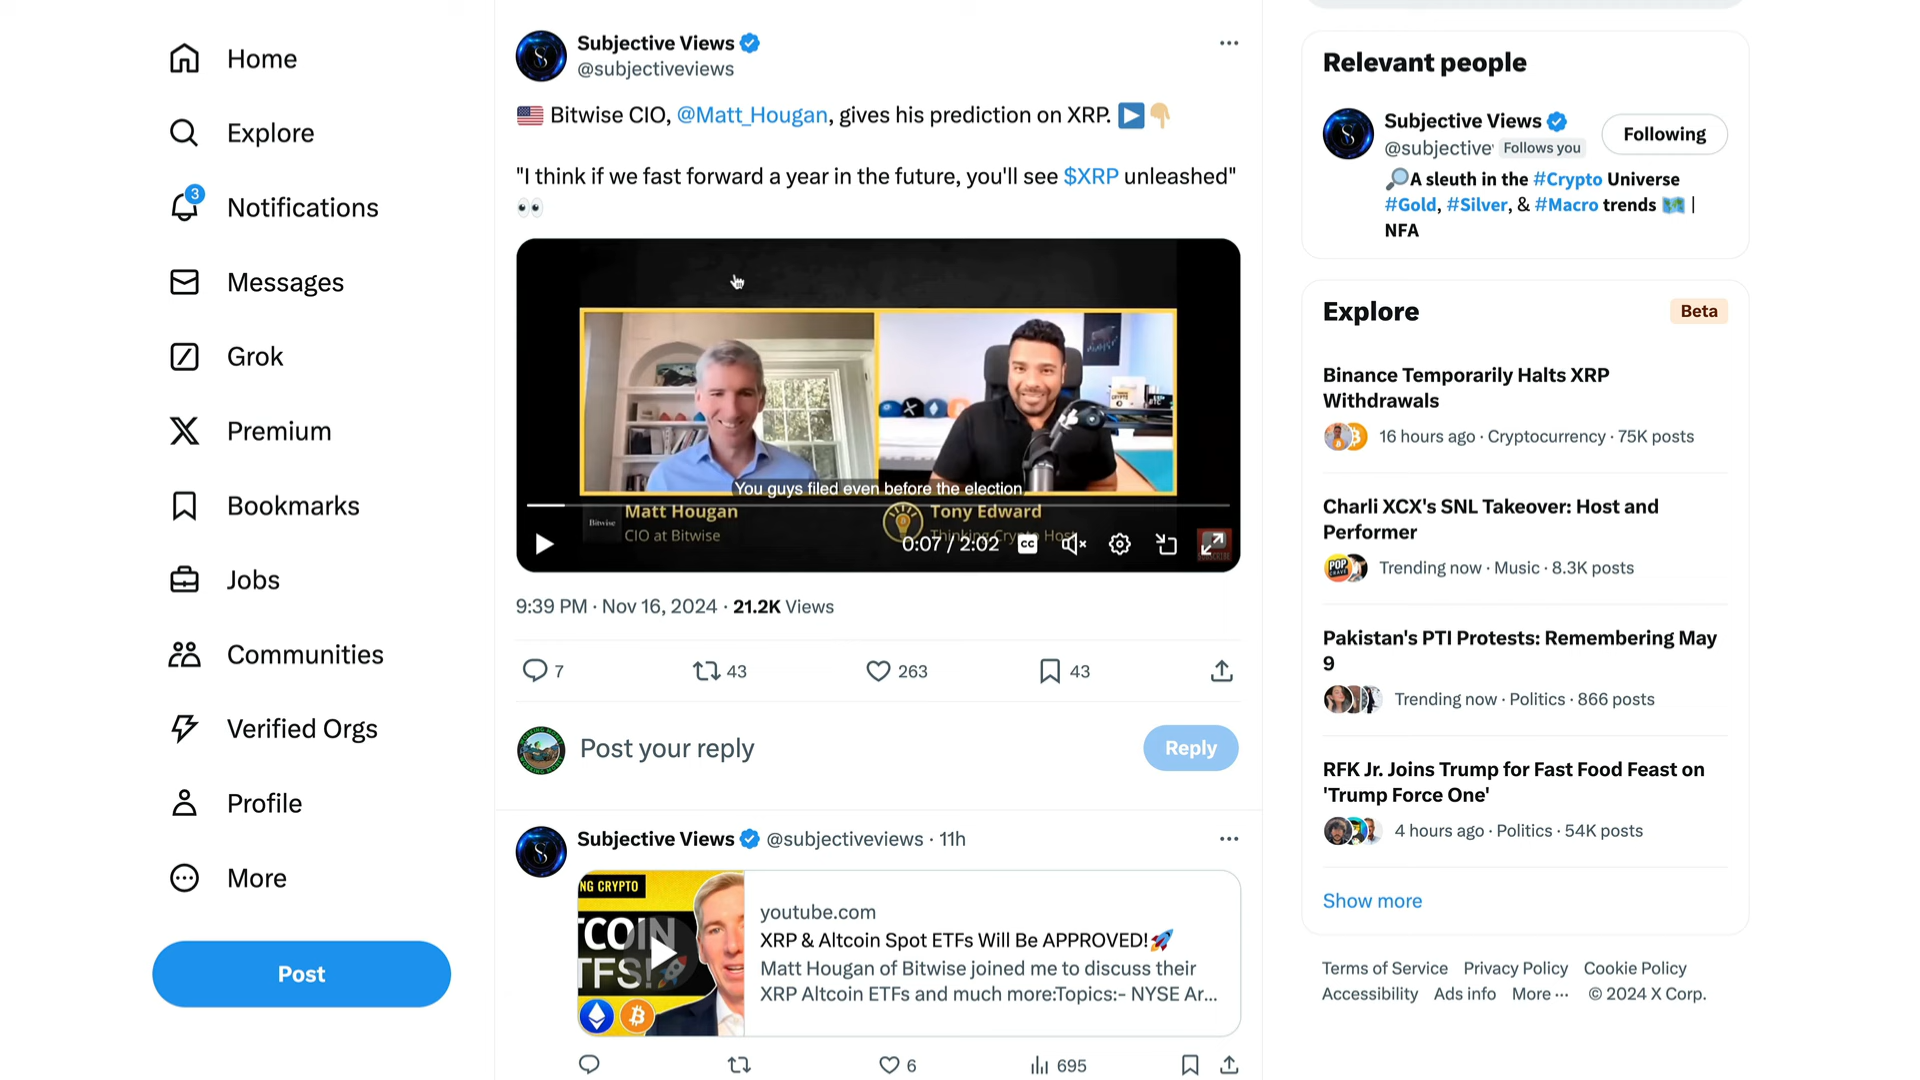 Home
Explore
3
Notifications
Messages
Grok
Premium
Bookmarks
Jobs
Communities
Verified Orgs
Profile
More
Post
Subjective Views
@subjectiveviews
Bitwise CIO, @Matt_Hougan, gives his prediction on XRP.
"I think if we fast forward a year in the future, you'll see $XRP unleashed"
You guys filed even before the election,
Bitwise
Matt Hougan
CIO at Bitwise
Tony Edward
Thinking Crypto Host
0:07 / 2:02
CC
SUBSCRIBE
9:39 PM · Nov 16, 2024 · 21.2K Views
7
43
263
43
Post your reply
Reply
Subjective Views @subjectiveviews · 11h
NG CRYPTO
TCOIN
TFS!
youtube.com
XRP & Altcoin Spot ETFs Will Be APPROVED!
Matt Hougan of Bitwise joined me to discuss their
XRP Altcoin ETFs and much more:Topics:- NYSE Ar...
6
695
Relevant people
Subjective Views
@subjective
Follows you
Following
A sleuth in the #Crypto Universe
#Gold, #Silver, & #Macro trends |
NFA
Explore
Beta
Binance Temporarily Halts XRP
Withdrawals
16 hours ago · Cryptocurrency · 75K posts
Charli XCX's SNL Takeover: Host and
Performer
POP
Trending now · Music · 8.3K posts
Pakistan's PTI Protests: Remembering May
9
Trending now · Politics · 866 posts
RFK Jr. Joins Trump for Fast Food Feast on
'Trump Force One'
4 hours ago · Politics · 54K posts
Show more
Terms of Service Privacy Policy Cookie Policy
Accessibility Ads info More ··· © 2024 X Corp.